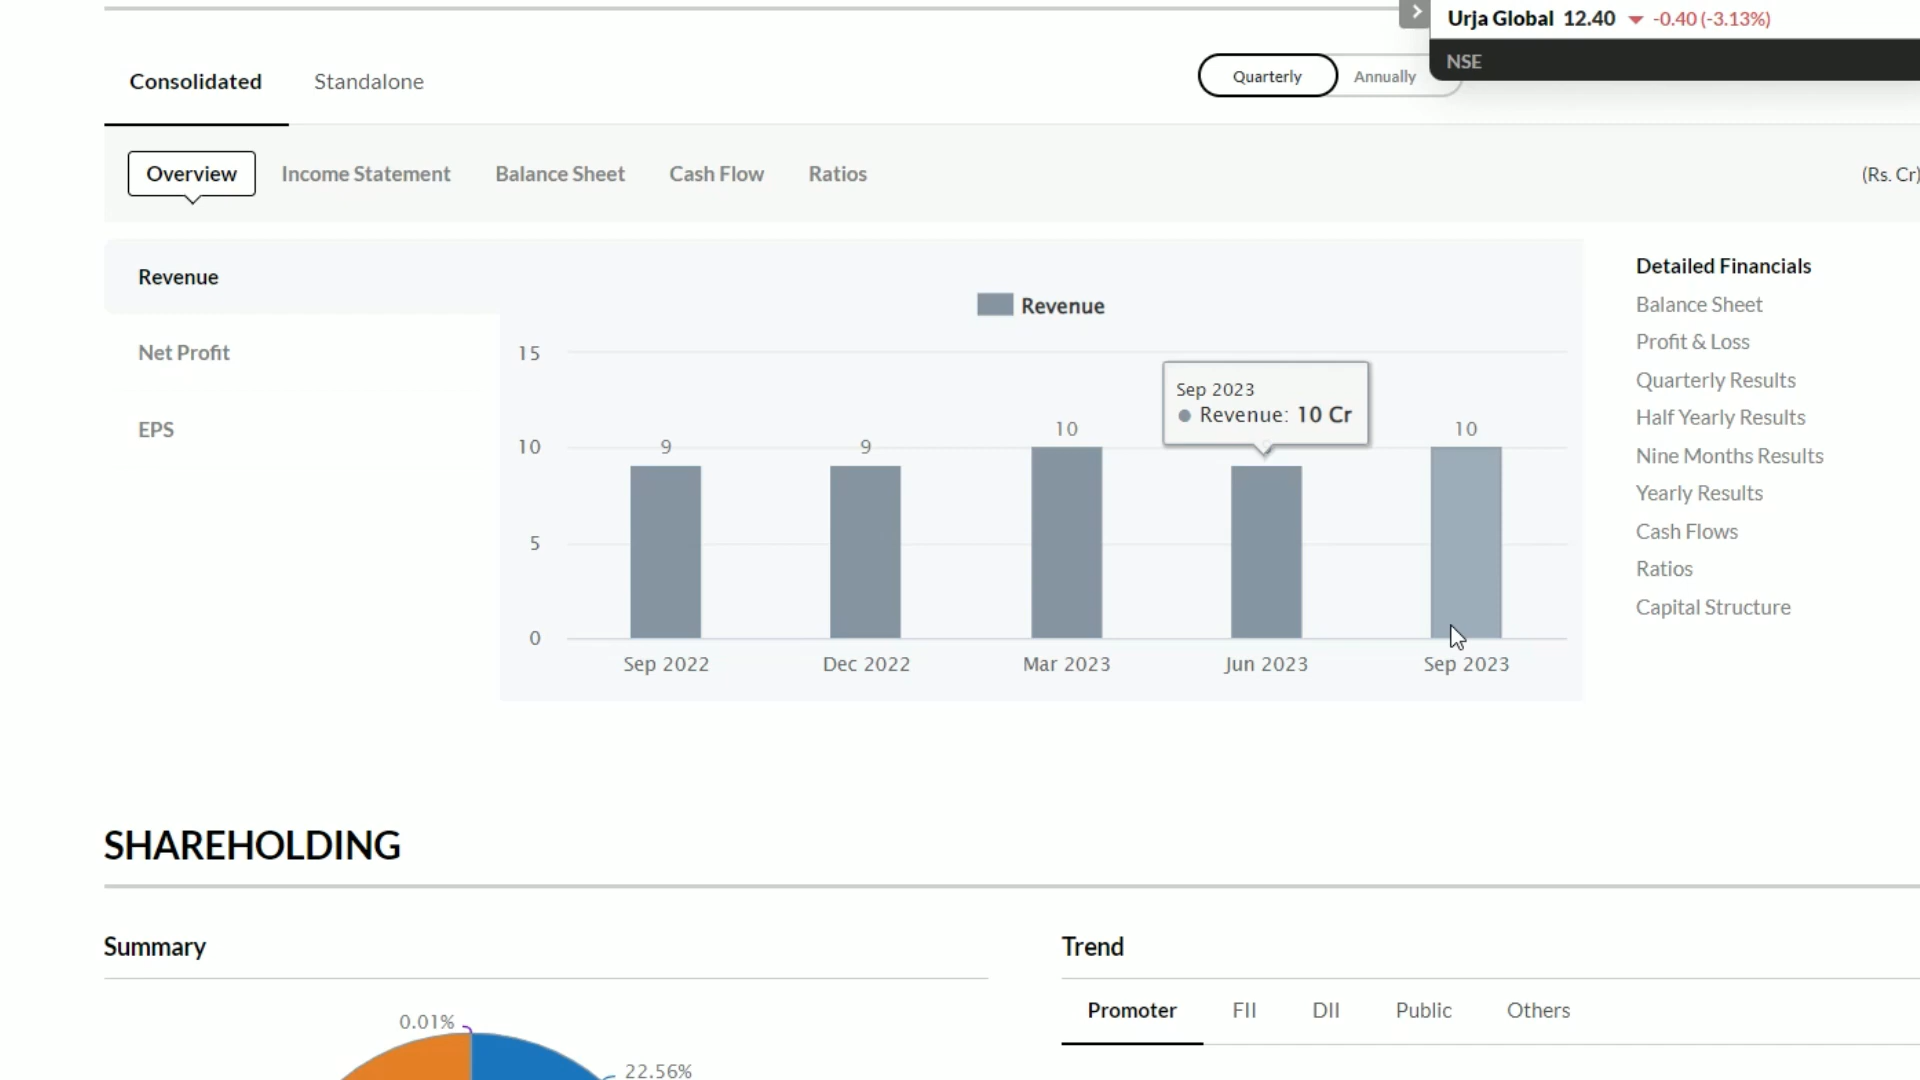 Urja Global 12.40 ▼ -0.40 (-3.13%)
NSE
Consolidated Standalone
Quarterly Annually
Overview Income Statement Balance Sheet Cash Flow Ratios
(Rs. Cr)
Revenue
Net Profit
EPS
Revenue
15
10
5
0
9
9
10
10
Sep 2023
Revenue: 10 Cr
Sep 2022 Dec 2022 Mar 2023 Jun 2023 Sep 2023
Detailed Financials
Balance Sheet
Profit & Loss
Quarterly Results
Half Yearly Results
Nine Months Results
Yearly Results
Cash Flows
Ratios
Capital Structure
SHAREHOLDING
Summary
0.01%
22.56%
Trend
Promoter FII DII Public Others